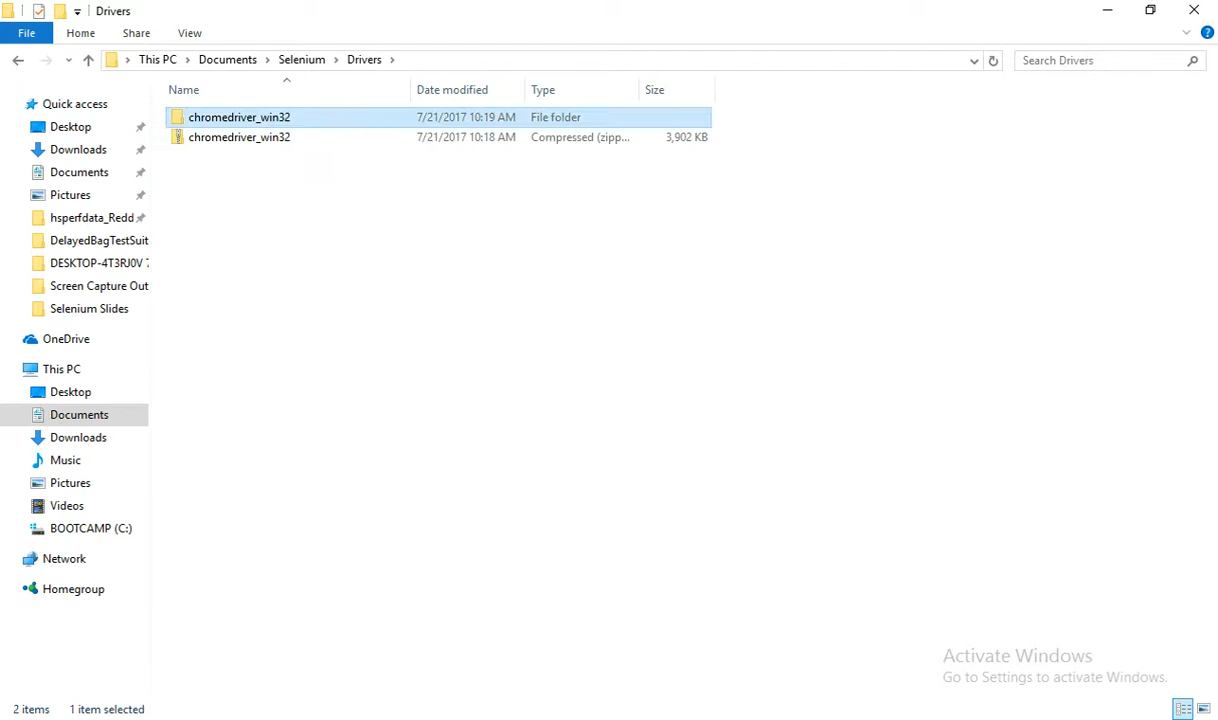 Drivers
File Home Share View
This PC Documents Selenium Drivers Search Drivers
Name Date modified Type Size
chromedriver_win32 7/21/2017 10:19 AM File folder
chromedriver_win32 7/21/2017 10:18 AM Compressed (zipp... 3,902 KB
Quick access
Desktop
Downloads
Documents
Pictures
hsperfdata_Redd
DelayedBagTestSuit
DESKTOP-4T3RJ0V 7
Screen Capture Out
Selenium Slides
OneDrive
This PC
Desktop
Documents
Downloads
Music
Pictures
Videos
BOOTCAMP (C:)
Network
Homegroup
Activate Windows
Go to Settings to activate Windows.
2 items 1 item selected